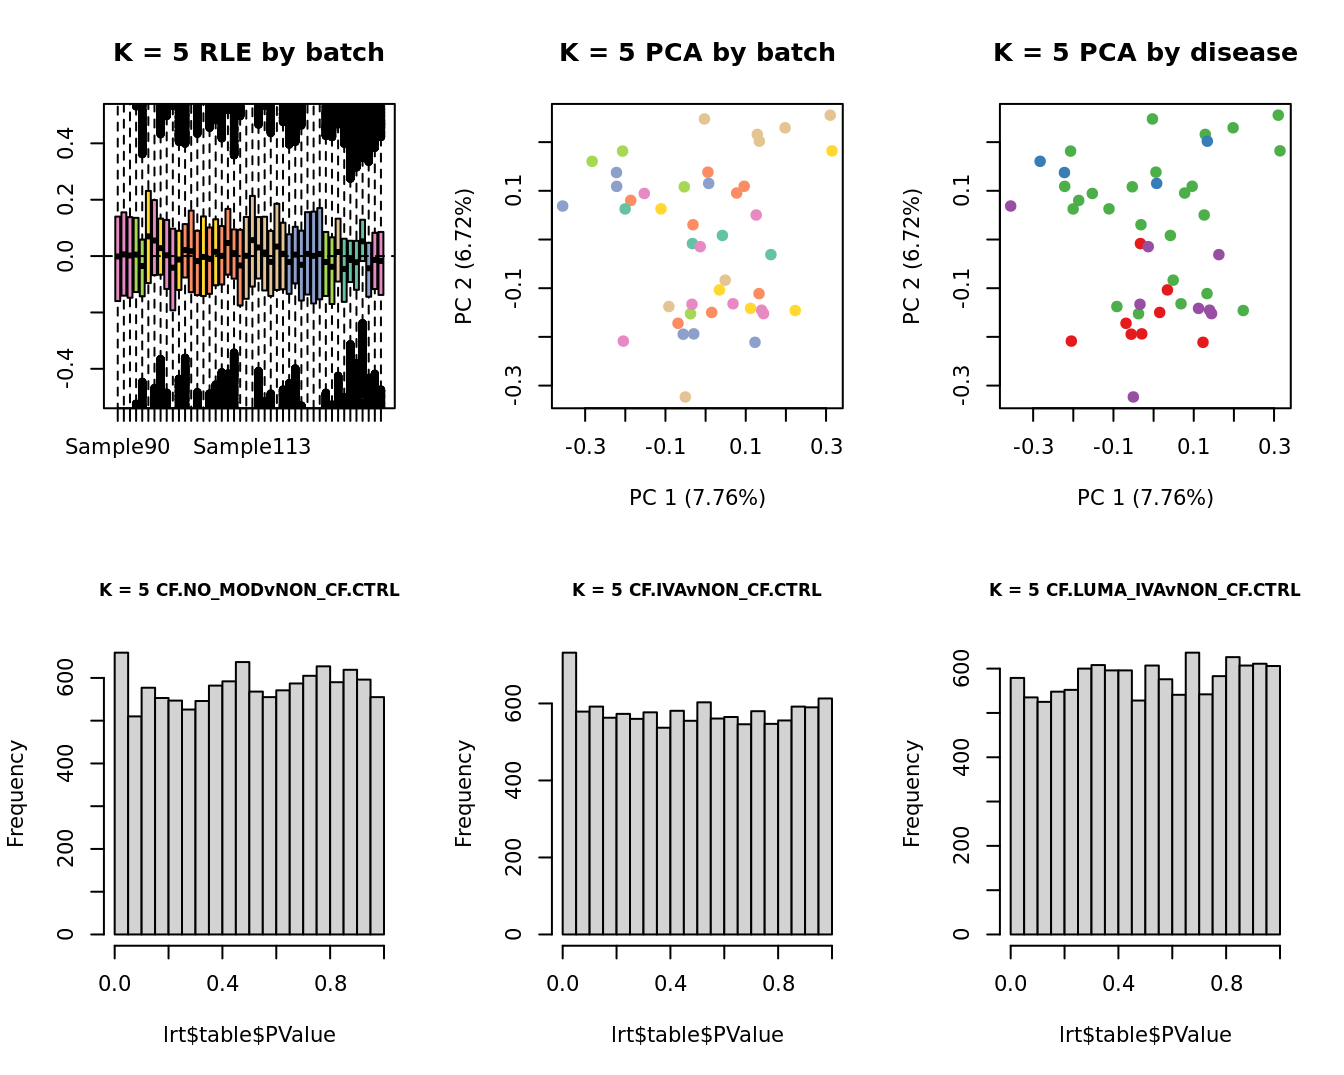 K = 5 RLE by batch
0.4
0.2
0.0
-0.4
Sample90 Sample113
K = 5 PCA by batch
PC 2 (6.72%)
0.1
-0.1
-0.3
-0.3 -0.1 0.1 0.3
PC 1 (7.76%)
K = 5 PCA by disease
PC 2 (6.72%)
0.1
-0.1
-0.3
-0.3 -0.1 0.1 0.3
PC 1 (7.76%)
K = 5 CF.NO_MODvNON_CF.CTRL
Frequency
600
400
200
0
0.0 0.4 0.8
lrt$table$PValue
K = 5 CF.IVAvNON_CF.CTRL
Frequency
600
400
200
0
0.0 0.4 0.8
lrt$table$PValue
K = 5 CF.LUMA_IVAvNON_CF.CTRL
Frequency
600
400
200
0
0.0 0.4 0.8
lrt$table$PValue